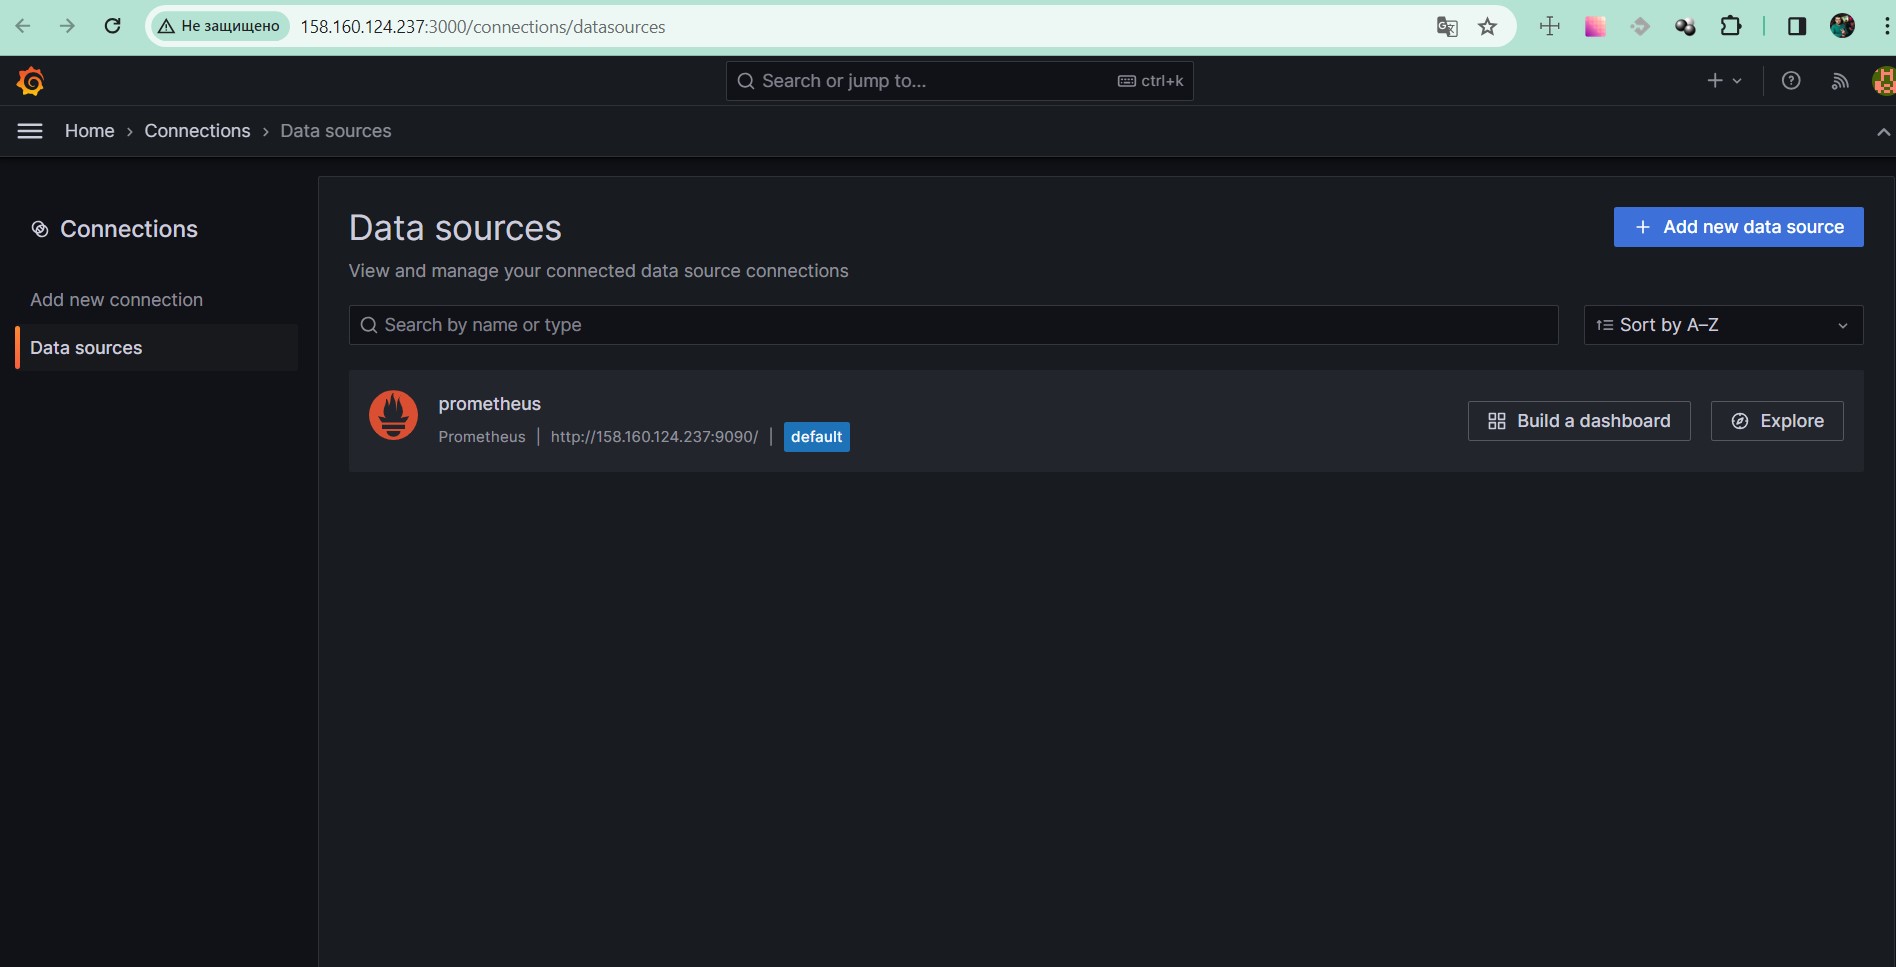 Не защищено 158.160.124.237:3000/connections/datasources
Search or jump to... ctrl+k
Home › Connections › Data sources
Connections
Add new connection
Data sources
Data sources
Add new data source
View and manage your connected data source connections
Search by name or type
Sort by A–Z
prometheus
Prometheus | http://158.160.124.237:9090/ | default
Build a dashboard
Explore